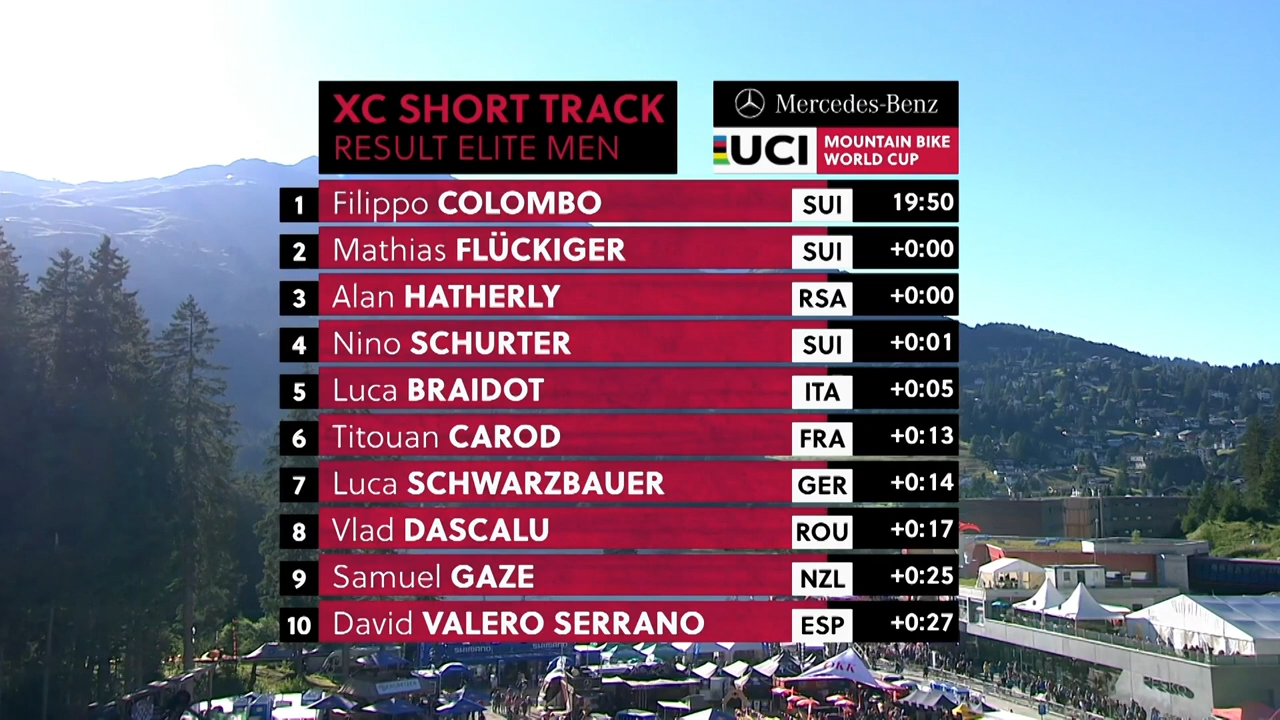 XC SHORT TRACK
RESULT ELITE MEN
Mercedes-Benz
UCI MOUNTAIN BIKE
WORLD CUP
1 Filippo COLOMBO SUI 19:50
2 Mathias FLÜCKIGER SUI +0:00
3 Alan HATHERLY RSA +0:00
4 Nino SCHURTER SUI +0:01
5 Luca BRAIDOT ITA +0:05
6 Titouan CAROD FRA +0:13
7 Luca SCHWARZBAUER GER +0:14
8 Vlad DASCALU ROU +0:17
9 Samuel GAZE NZL +0:25
10 David VALERO SERRANO ESP +0:27
SHIMANO